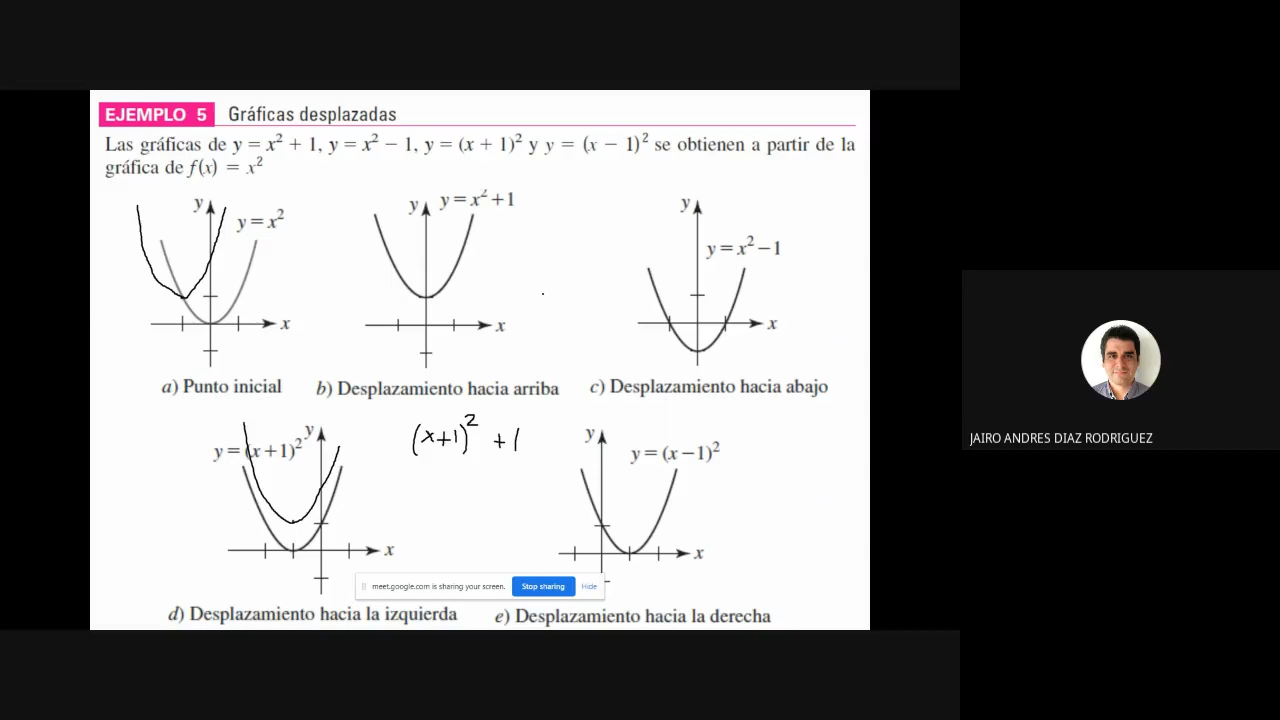 EJEMPLO 5 Gráficas desplazadas
Las gráficas de y = x² + 1, y = x² − 1, y = (x + 1)² y y = (x − 1)² se obtienen a partir de la
gráfica de f(x) = x²
y
y = x²
x
a) Punto inicial
y
y = x² + 1
x
b) Desplazamiento hacia arriba
y
y = x² − 1
x
c) Desplazamiento hacia abajo
y = (x + 1)²
y
x
d) Desplazamiento hacia la izquierda
(x+1)² + 1
y
y = (x − 1)²
x
e) Desplazamiento hacia la derecha
meet.google.com is sharing your screen. Stop sharing Hide
JAIRO ANDRES DIAZ RODRIGUEZ